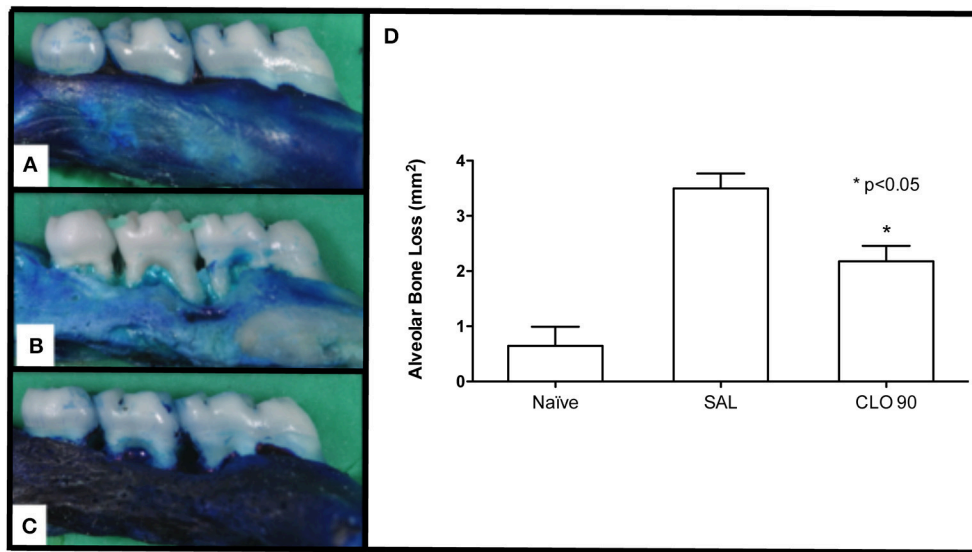 A
B
C
D
Alveolar Bone Loss (mm²)
4
3
2
1
0
* p<0.05
*
Naïve
SAL
CLO 90